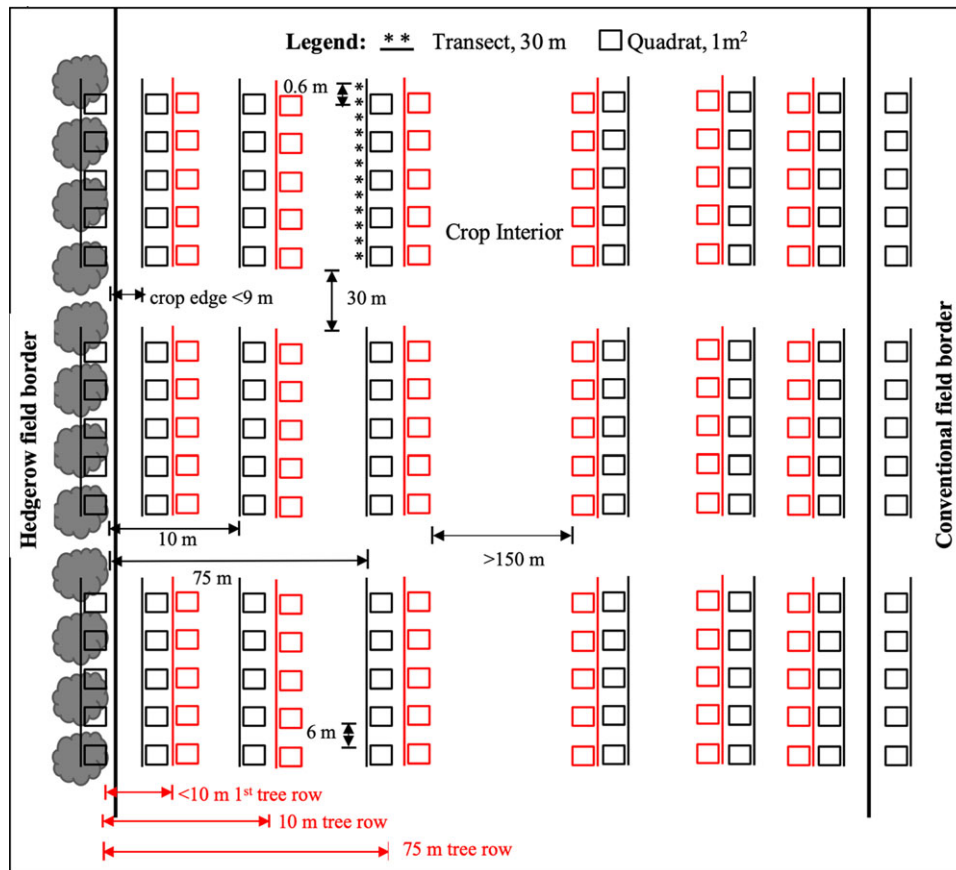 Legend: ** Transect, 30 m Quadrat, 1m²
0.6 m
Crop Interior
crop edge <9 m
30 m
Hedgerow field border
Conventional field border
10 m
>150 m
75 m
6 m
<10 m 1st tree row
10 m tree row
75 m tree row